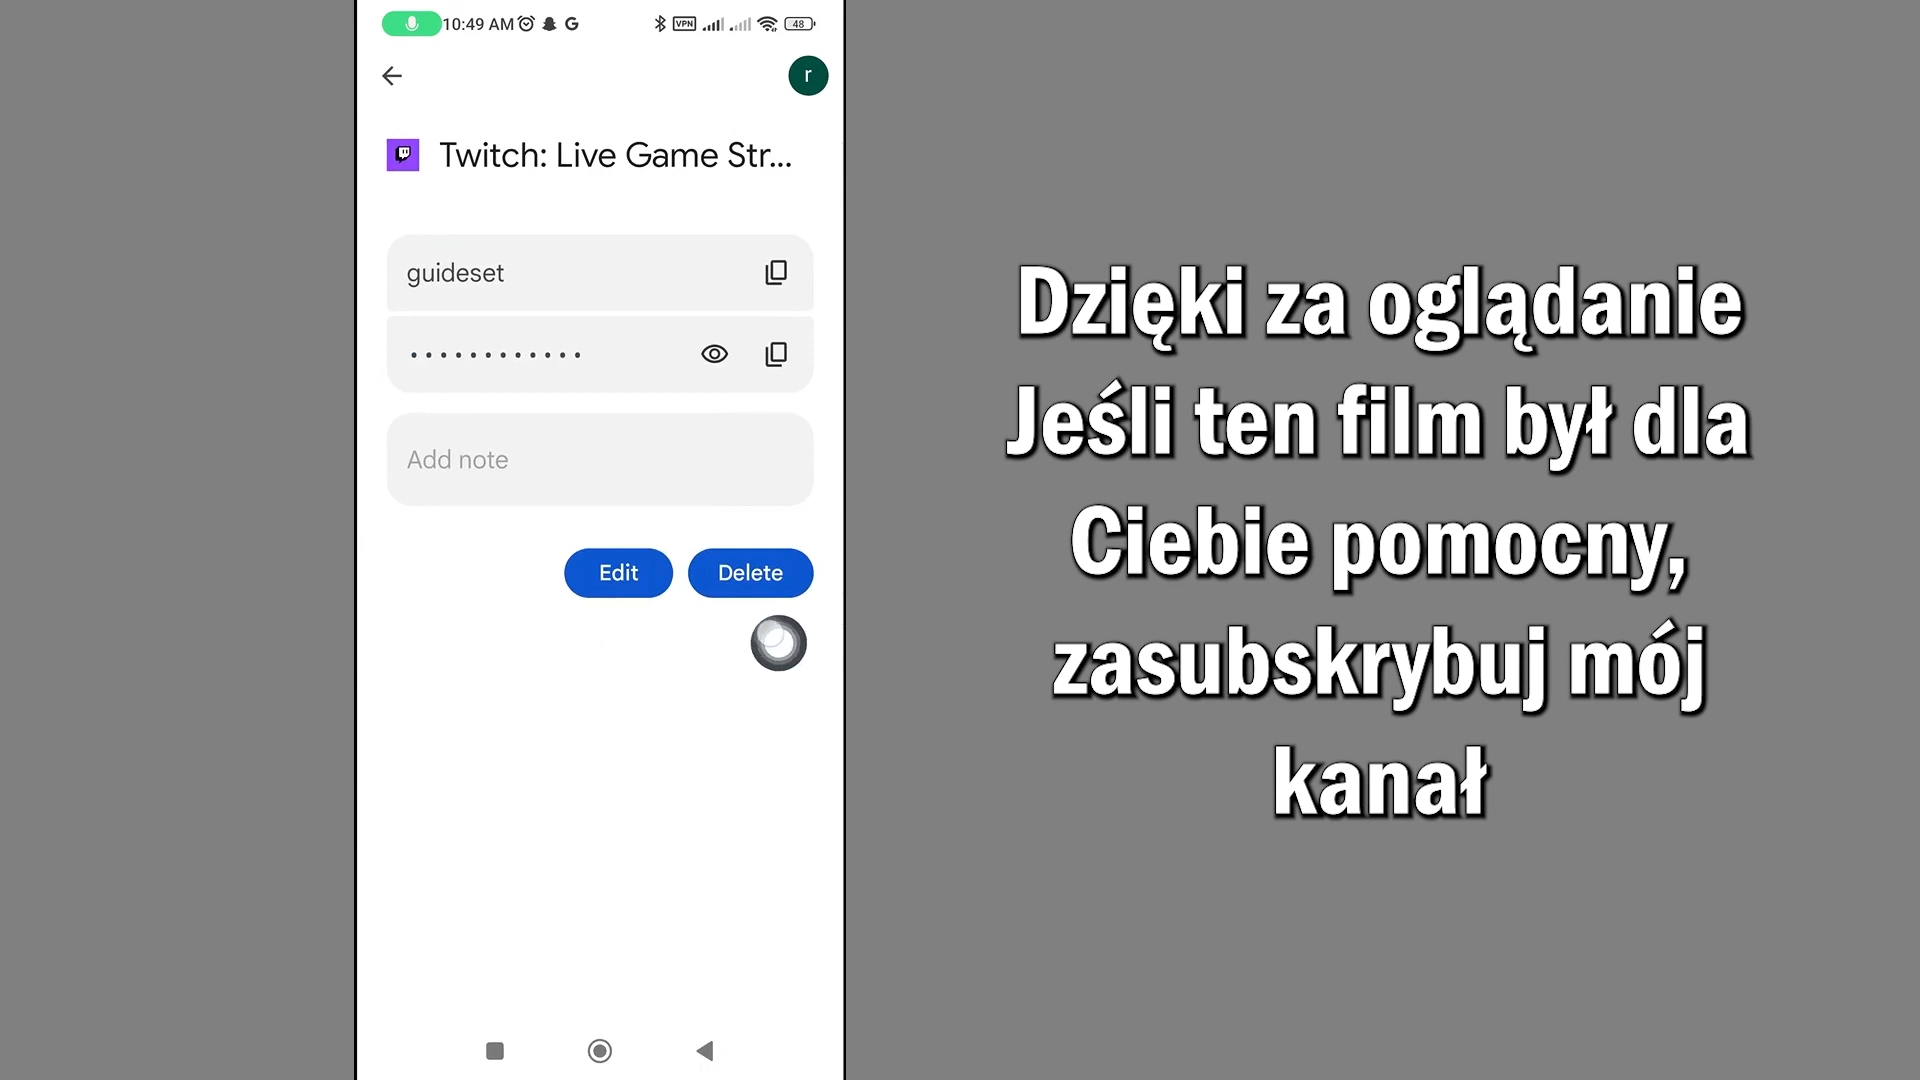 10:49 AM G VPN 48
r
Twitch: Live Game Str...
guideset
............
Add note
Edit Delete
Dzięki za oglądanie
Jeśli ten film był dla
Ciebie pomocny,
zasubskrybuj mój
kanał